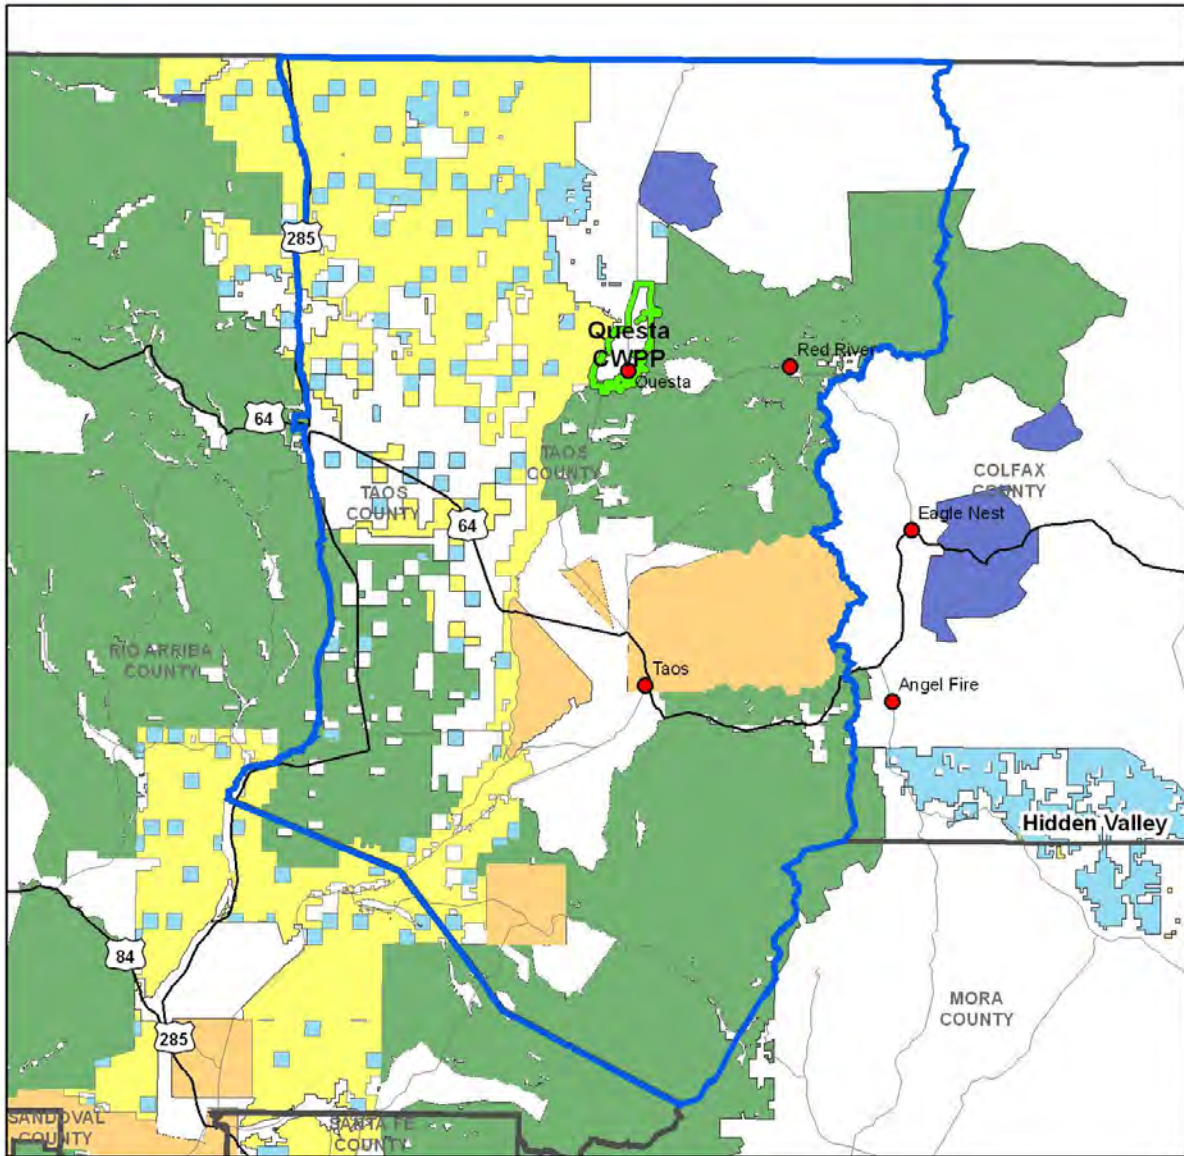 285
Questa
CWPP
Red River
Questa
64
TAOS
COUNTY
COLFAX
COUNTY
TAOS
COUNTY
Eagle Nest
64
RIO ARRIBA
COUNTY
Taos
Angel Fire
Hidden Valley
84
MORA
COUNTY
285
SANDOVAL
COUNTY
SANTA FE
COUNTY